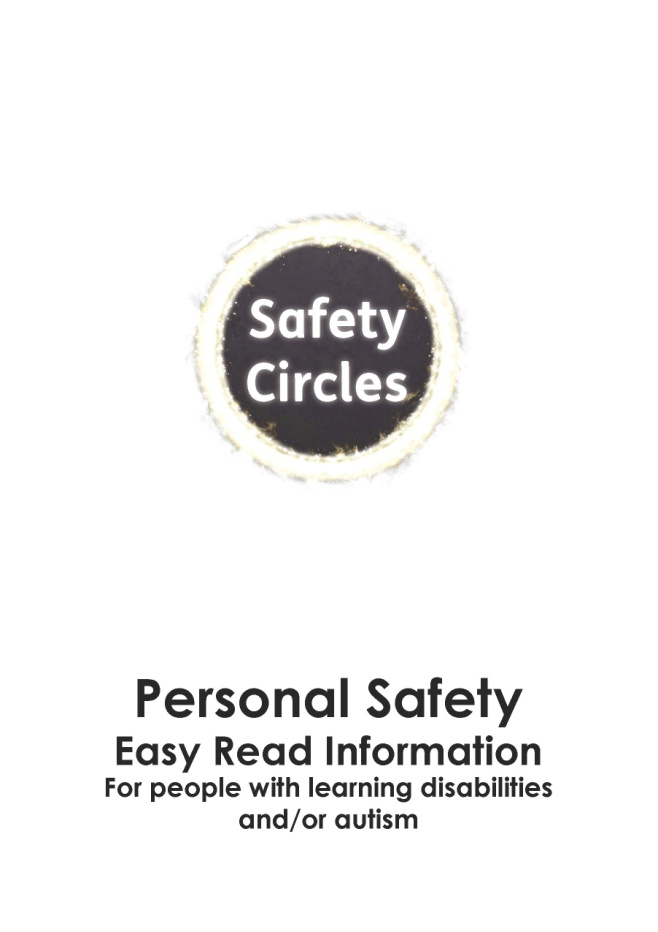 Safety
Circles
Personal Safety
Easy Read Information
For people with learning disabilities
and/or autism